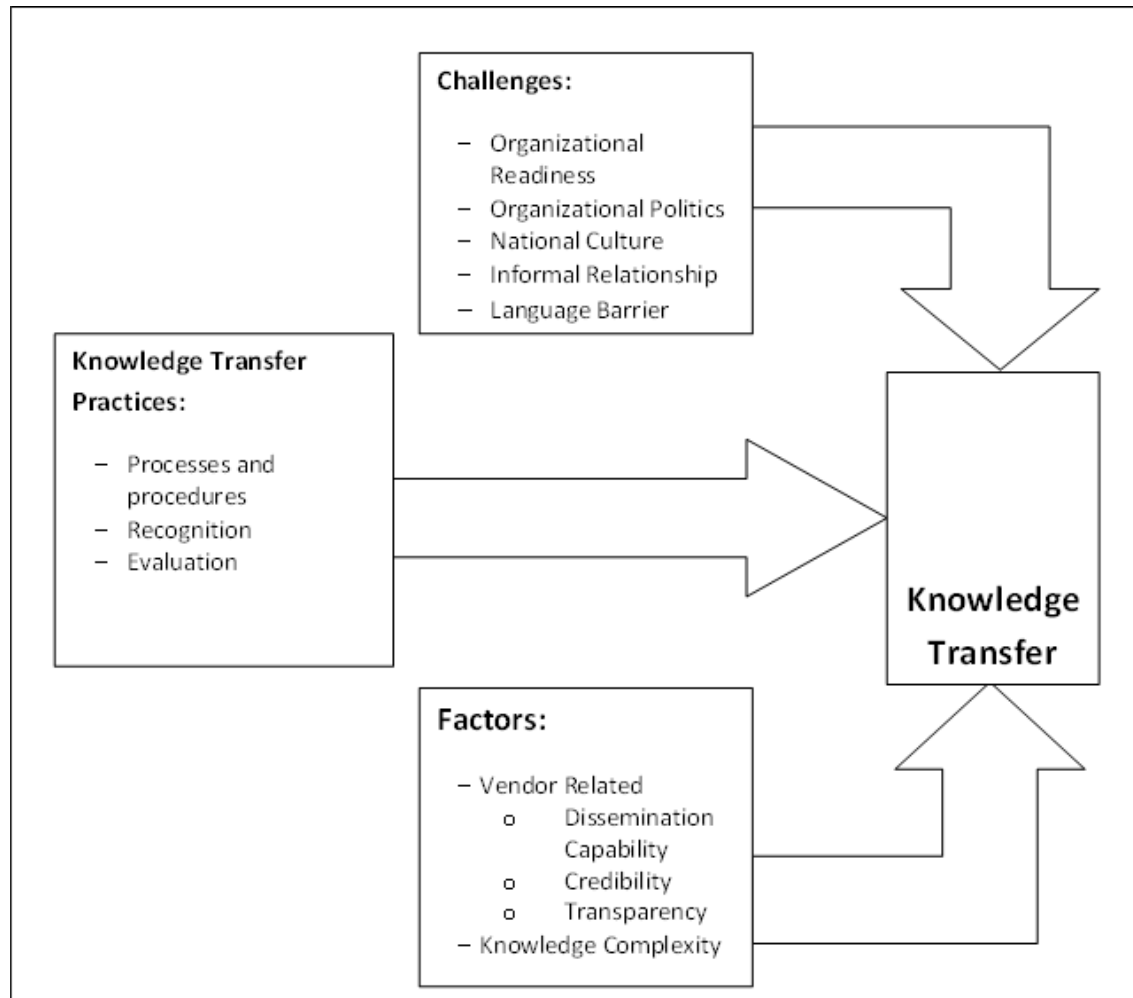 Challenges:
– Organizational
Readiness
– Organizational Politics
– National Culture
– Informal Relationship
– Language Barrier
Knowledge Transfer
Practices:
– Processes and
procedures
– Recognition
– Evaluation
Knowledge
Transfer
Factors:
– Vendor Related
o Dissemination
Capability
o Credibility
o Transparency
– Knowledge Complexity